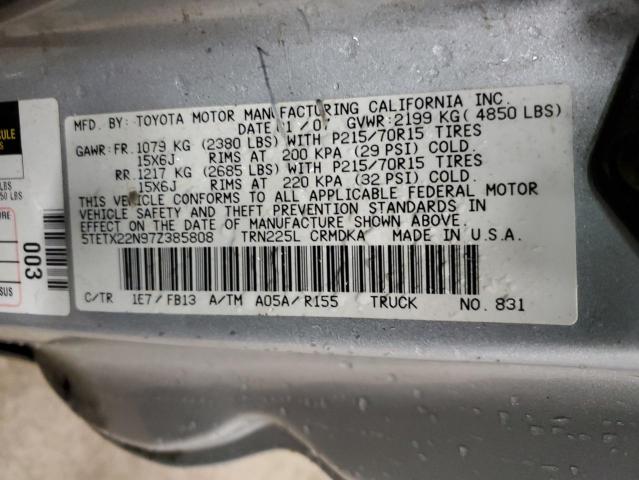 MFD. BY: TOYOTA MOTOR MANUFACTURING CALIFORNIA INC.
DATE 1/07 GVWR: 2199 KG( 4850 LBS)
GAWR: FR. 1079 KG (2380 LBS) WITH P215/70R15 TIRES
15X6J RIMS AT 200 KPA (29 PSI) COLD.
RR. 1217 KG (2685 LBS) WITH P215/70R15 TIRES
15X6J RIMS AT 220 KPA (32 PSI) COLD.
THIS VEHICLE CONFORMS TO ALL APPLICABLE FEDERAL MOTOR
VEHICLE SAFETY AND THEFT PREVENTION STANDARDS IN
EFFECT ON THE DATE OF MANUFACTURE SHOWN ABOVE.
5TETX22N97Z385808 TRN225L CRMDKA MADE IN U.S.A.
C/TR 1E7/FB13 A/TM A05A/R155 TRUCK NO. 831
003